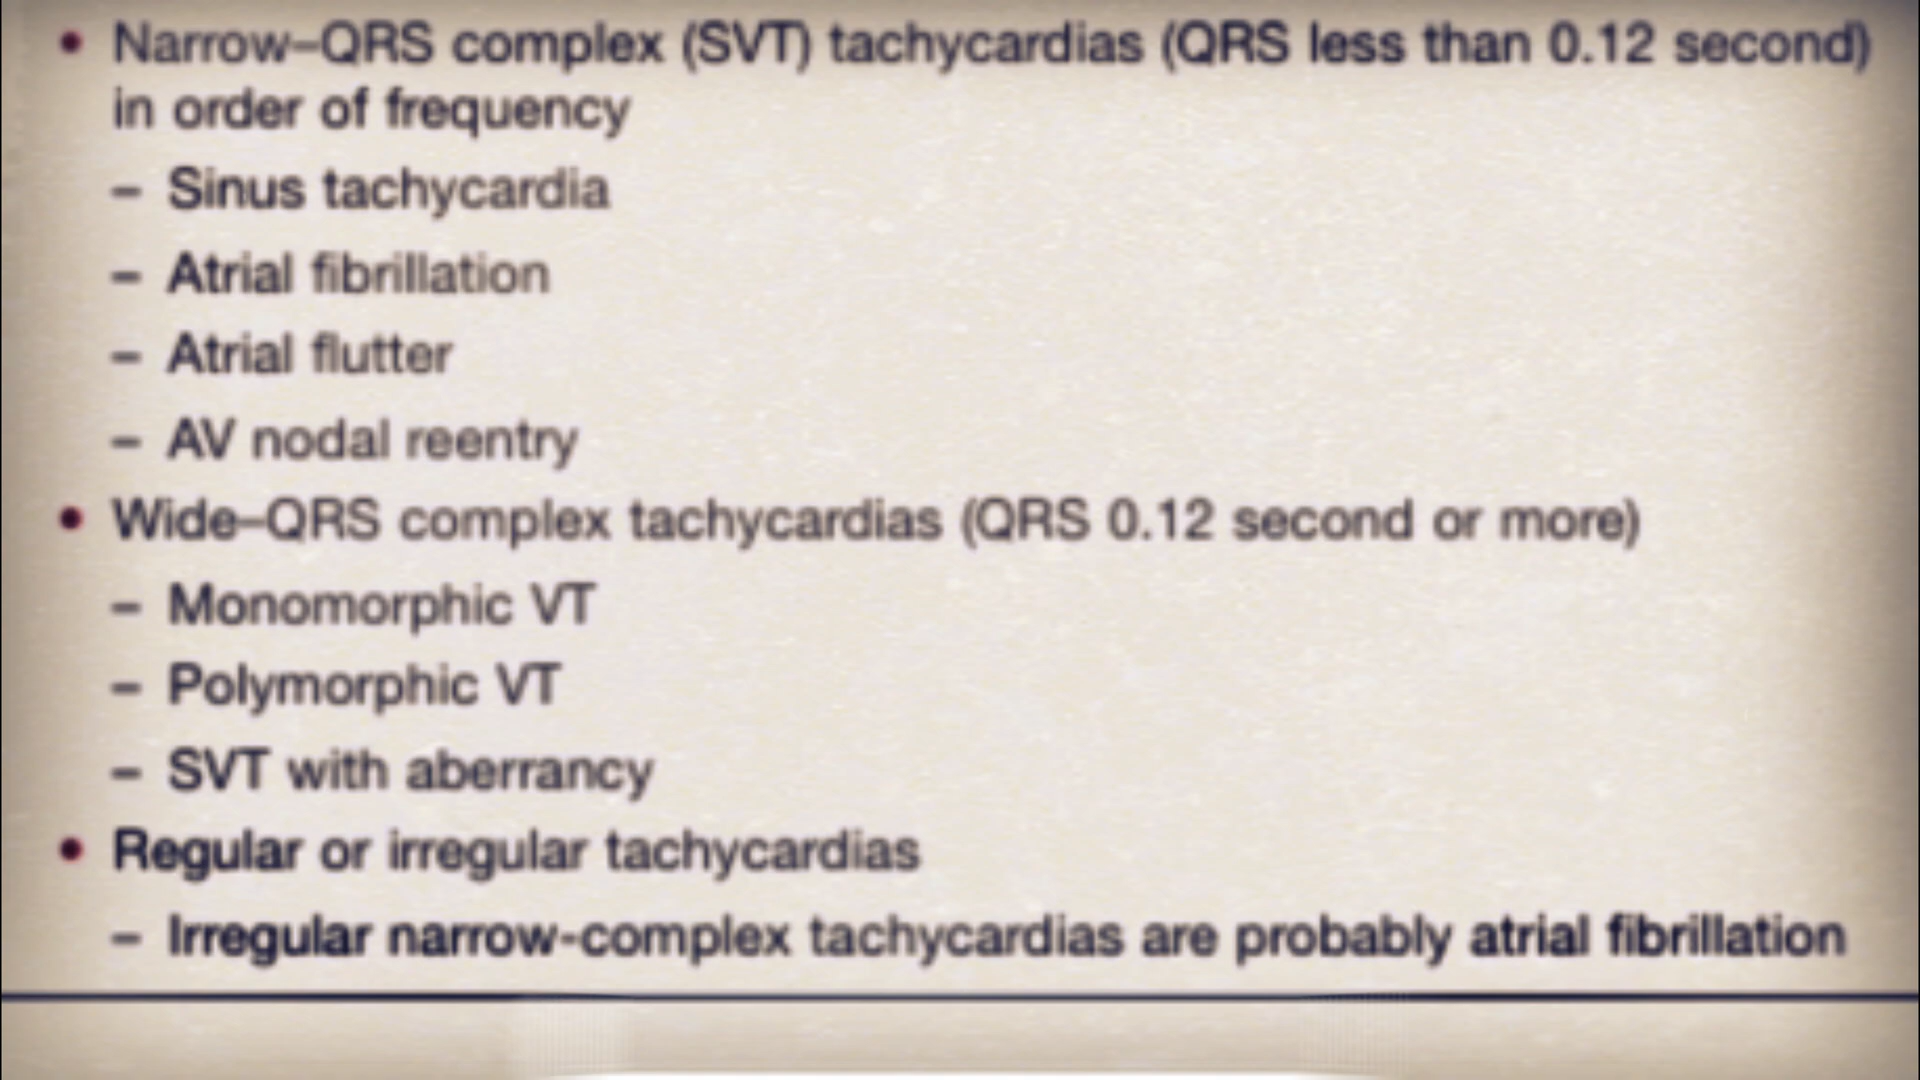 • Narrow–QRS complex (SVT) tachycardias (QRS less than 0.12 second)
in order of frequency
– Sinus tachycardia
– Atrial fibrillation
– Atrial flutter
– AV nodal reentry
• Wide–QRS complex tachycardias (QRS 0.12 second or more)
– Monomorphic VT
– Polymorphic VT
– SVT with aberrancy
• Regular or irregular tachycardias
– Irregular narrow-complex tachycardias are probably atrial fibrillation